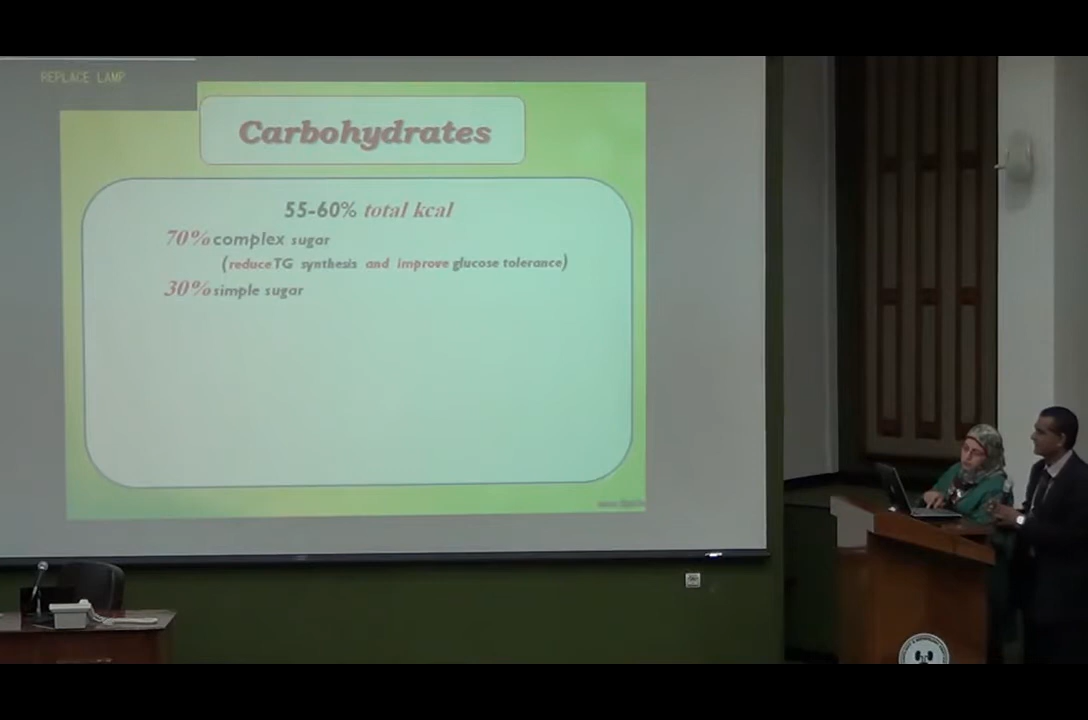 REPLACE LAMP
Carbohydrates
55-60% total kcal
70% complex sugar
(reduce TG synthesis and improve glucose tolerance)
30% simple sugar